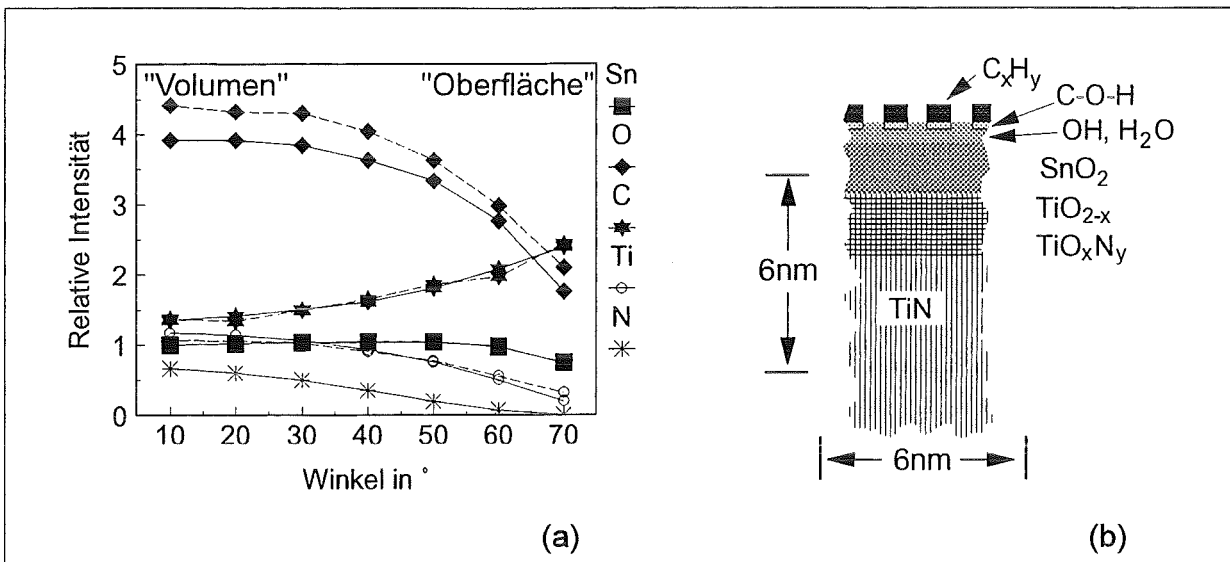 5
4
3
2
1
0
Relative Intensität
"Volumen"
"Oberfläche"
10 20 30 40 50 60 70
Winkel in °
Sn
O
C
Ti
N
(a)
CxHy
C-O-H
OH, H2O
SnO2
TiO2-x
TiOxNy
6nm
TiN
6nm
(b)